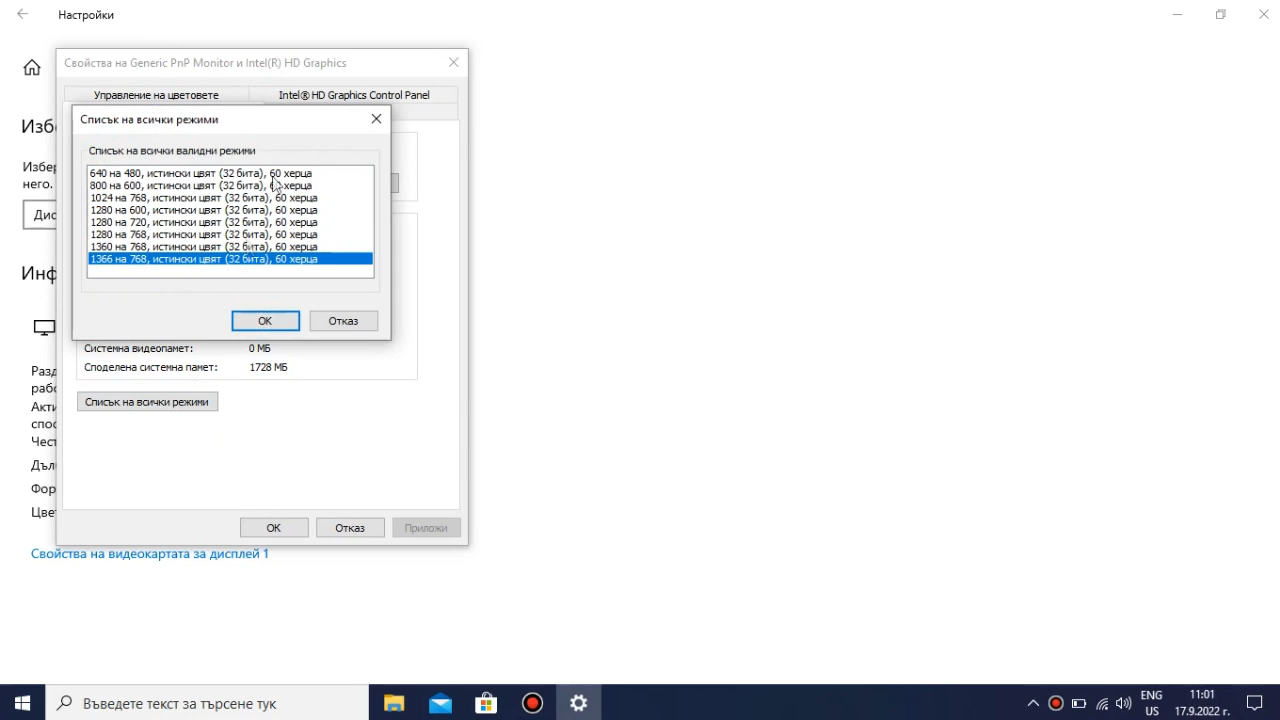 Настройки
Свойства на Generic PnP Monitor и Intel(R) HD Graphics
Управление на цветовете
Intel® HD Graphics Control Panel
Списък на всички режими
Списък на всички валидни режими
640 на 480, истински цвят (32 бита), 60 херца
800 на 600, истински цвят (32 бита), 60 херца
1024 на 768, истински цвят (32 бита), 60 херца
1280 на 600, истински цвят (32 бита), 60 херца
1280 на 720, истински цвят (32 бита), 60 херца
1280 на 768, истински цвят (32 бита), 60 херца
1360 на 768, истински цвят (32 бита), 60 херца
1366 на 768, истински цвят (32 бита), 60 херца
OK
Отказ
Изб
Избер
него.
Дис
Инф
Разд
рабо
Акти
спос
Чест
Дъл
Фор
Цве
Системна видеопамет: 0 МБ
Споделена системна памет: 1728 МБ
Списък на всички режими
OK
Отказ
Приложи
Свойства на видеокартата за дисплей 1
Въведете текст за търсене тук
ENG
US
11:01
17.9.2022 г.